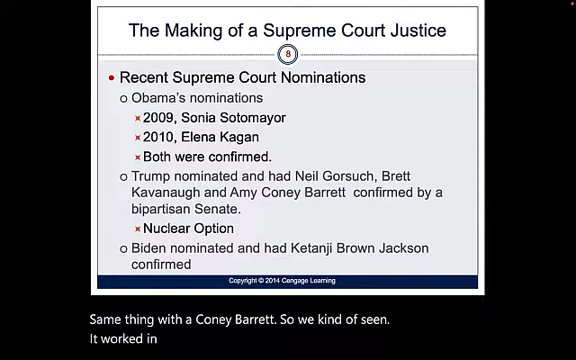 The Making of a Supreme Court Justice
8
• Recent Supreme Court Nominations
o Obama's nominations
× 2009, Sonia Sotomayor
× 2010, Elena Kagan
× Both were confirmed.
o Trump nominated and had Neil Gorsuch, Brett
Kavanaugh and Amy Coney Barrett confirmed by a
bipartisan Senate.
× Nuclear Option
o Biden nominated and had Ketanji Brown Jackson
confirmed
Copyright © 2014 Cengage Learning
Same thing with a Coney Barrett. So we kind of seen.
It worked in